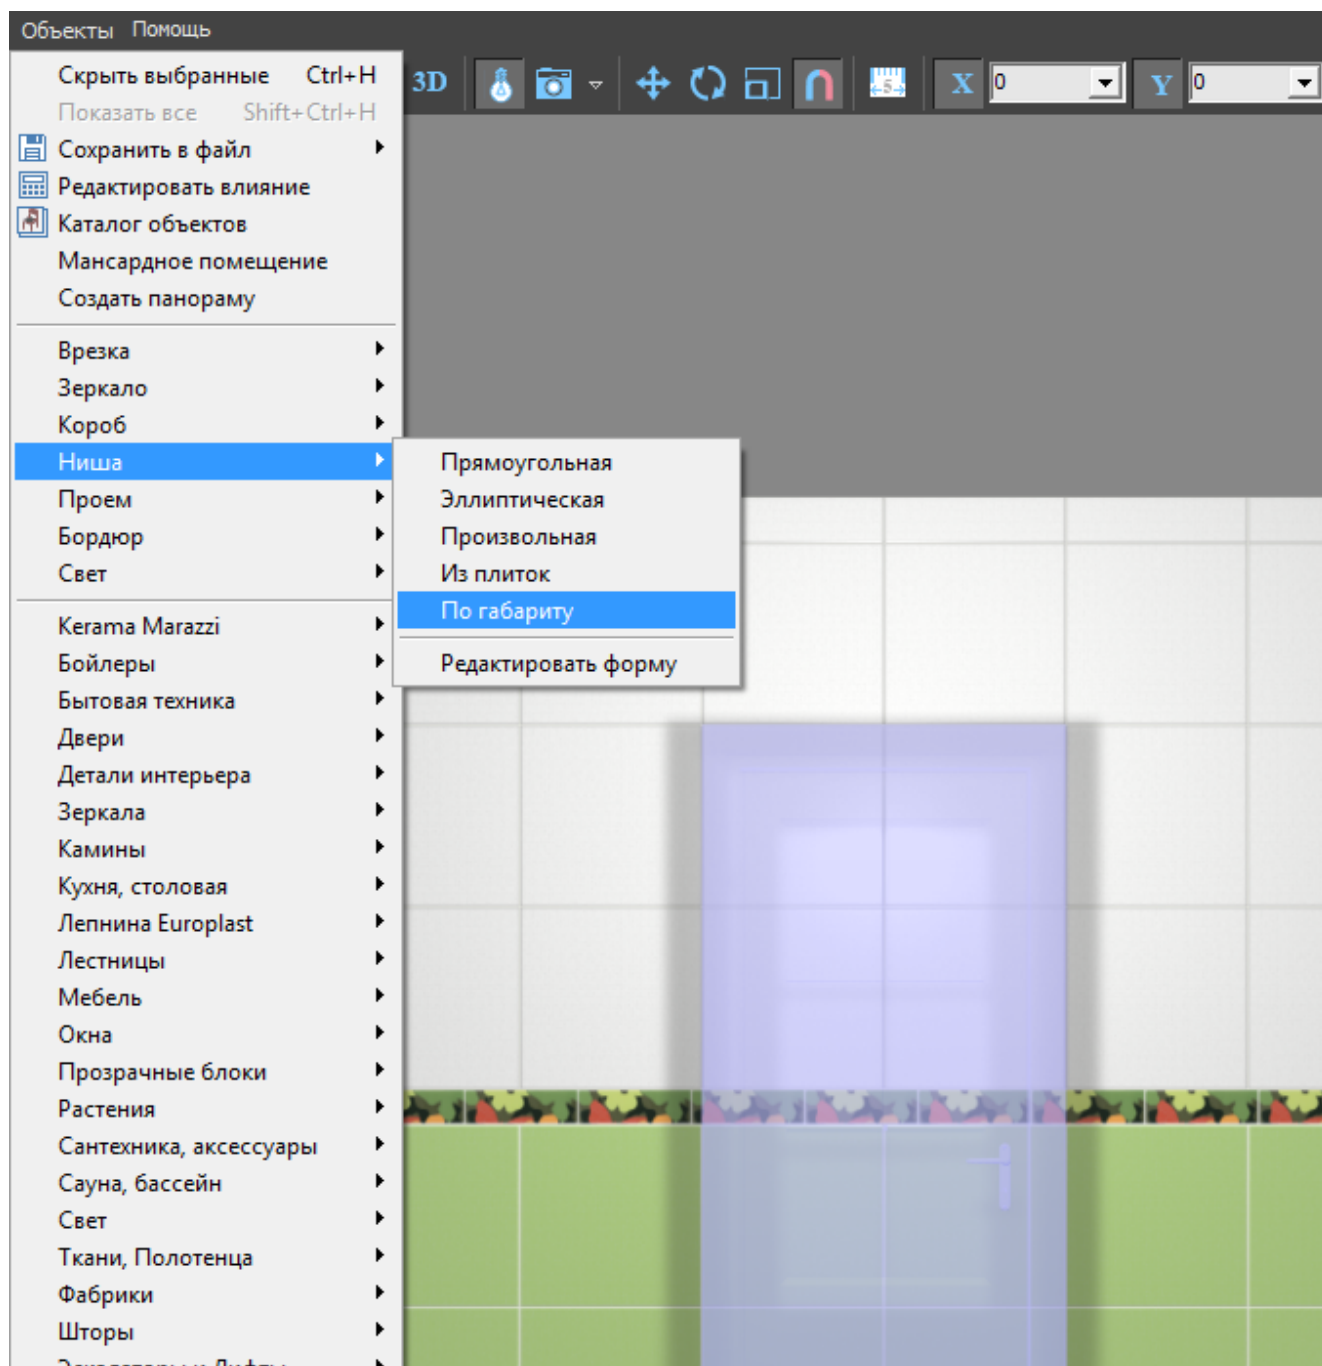 Объекты Помощь
Скрыть выбранные Ctrl+H
Показать все Shift+Ctrl+H
Сохранить в файл
Редактировать влияние
Каталог объектов
Мансардное помещение
Создать панораму
3D
5
X 0 Y 0
Врезка
Зеркало
Короб
Ниша
Проем
Бордюр
Свет
Прямоугольная
Эллиптическая
Произвольная
Из плиток
По габариту
Редактировать форму
Kerama Marazzi
Бойлеры
Бытовая техника
Двери
Детали интерьера
Зеркала
Камины
Кухня, столовая
Лепнина Europlast
Лестницы
Мебель
Окна
Прозрачные блоки
Растения
Сантехника, аксессуары
Сауна, бассейн
Свет
Ткани, Полотенца
Фабрики
Шторы